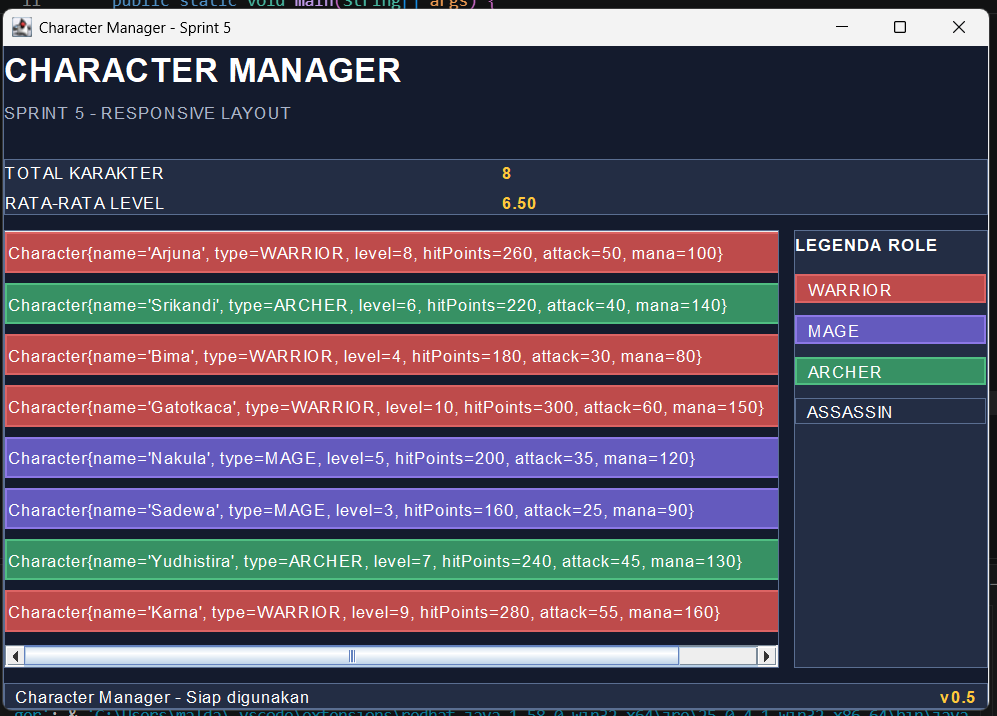 public static void main(String[] args) {
Character Manager - Sprint 5
CHARACTER MANAGER
SPRINT 5 - RESPONSIVE LAYOUT
TOTAL KARAKTER 8
RATA-RATA LEVEL 6.50
Character{name='Arjuna', type=WARRIOR, level=8, hitPoints=260, attack=50, mana=100}
Character{name='Srikandi', type=ARCHER, level=6, hitPoints=220, attack=40, mana=140}
Character{name='Bima', type=WARRIOR, level=4, hitPoints=180, attack=30, mana=80}
Character{name='Gatotkaca', type=WARRIOR, level=10, hitPoints=300, attack=60, mana=150}
Character{name='Nakula', type=MAGE, level=5, hitPoints=200, attack=35, mana=120}
Character{name='Sadewa', type=MAGE, level=3, hitPoints=160, attack=25, mana=90}
Character{name='Yudhistira', type=ARCHER, level=7, hitPoints=240, attack=45, mana=130}
Character{name='Karna', type=WARRIOR, level=9, hitPoints=280, attack=55, mana=160}
LEGENDA ROLE
WARRIOR
MAGE
ARCHER
ASSASSIN
Character Manager - Siap digunakan v0.5